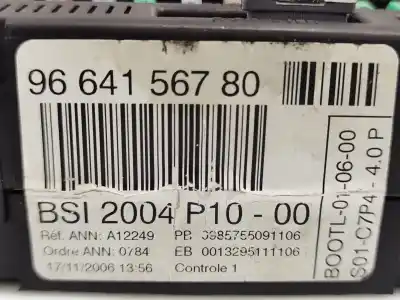 96 641 567 80
BSI 2004 P10 - 00
Réf. ANN: A12249 PB 0985755091106
Ordre ANN: 0784 EB 0013295111106
17/11/2006 13:56 Controle 1
BOOTL-01-06-00
S01-C7P4 - 4.0 P